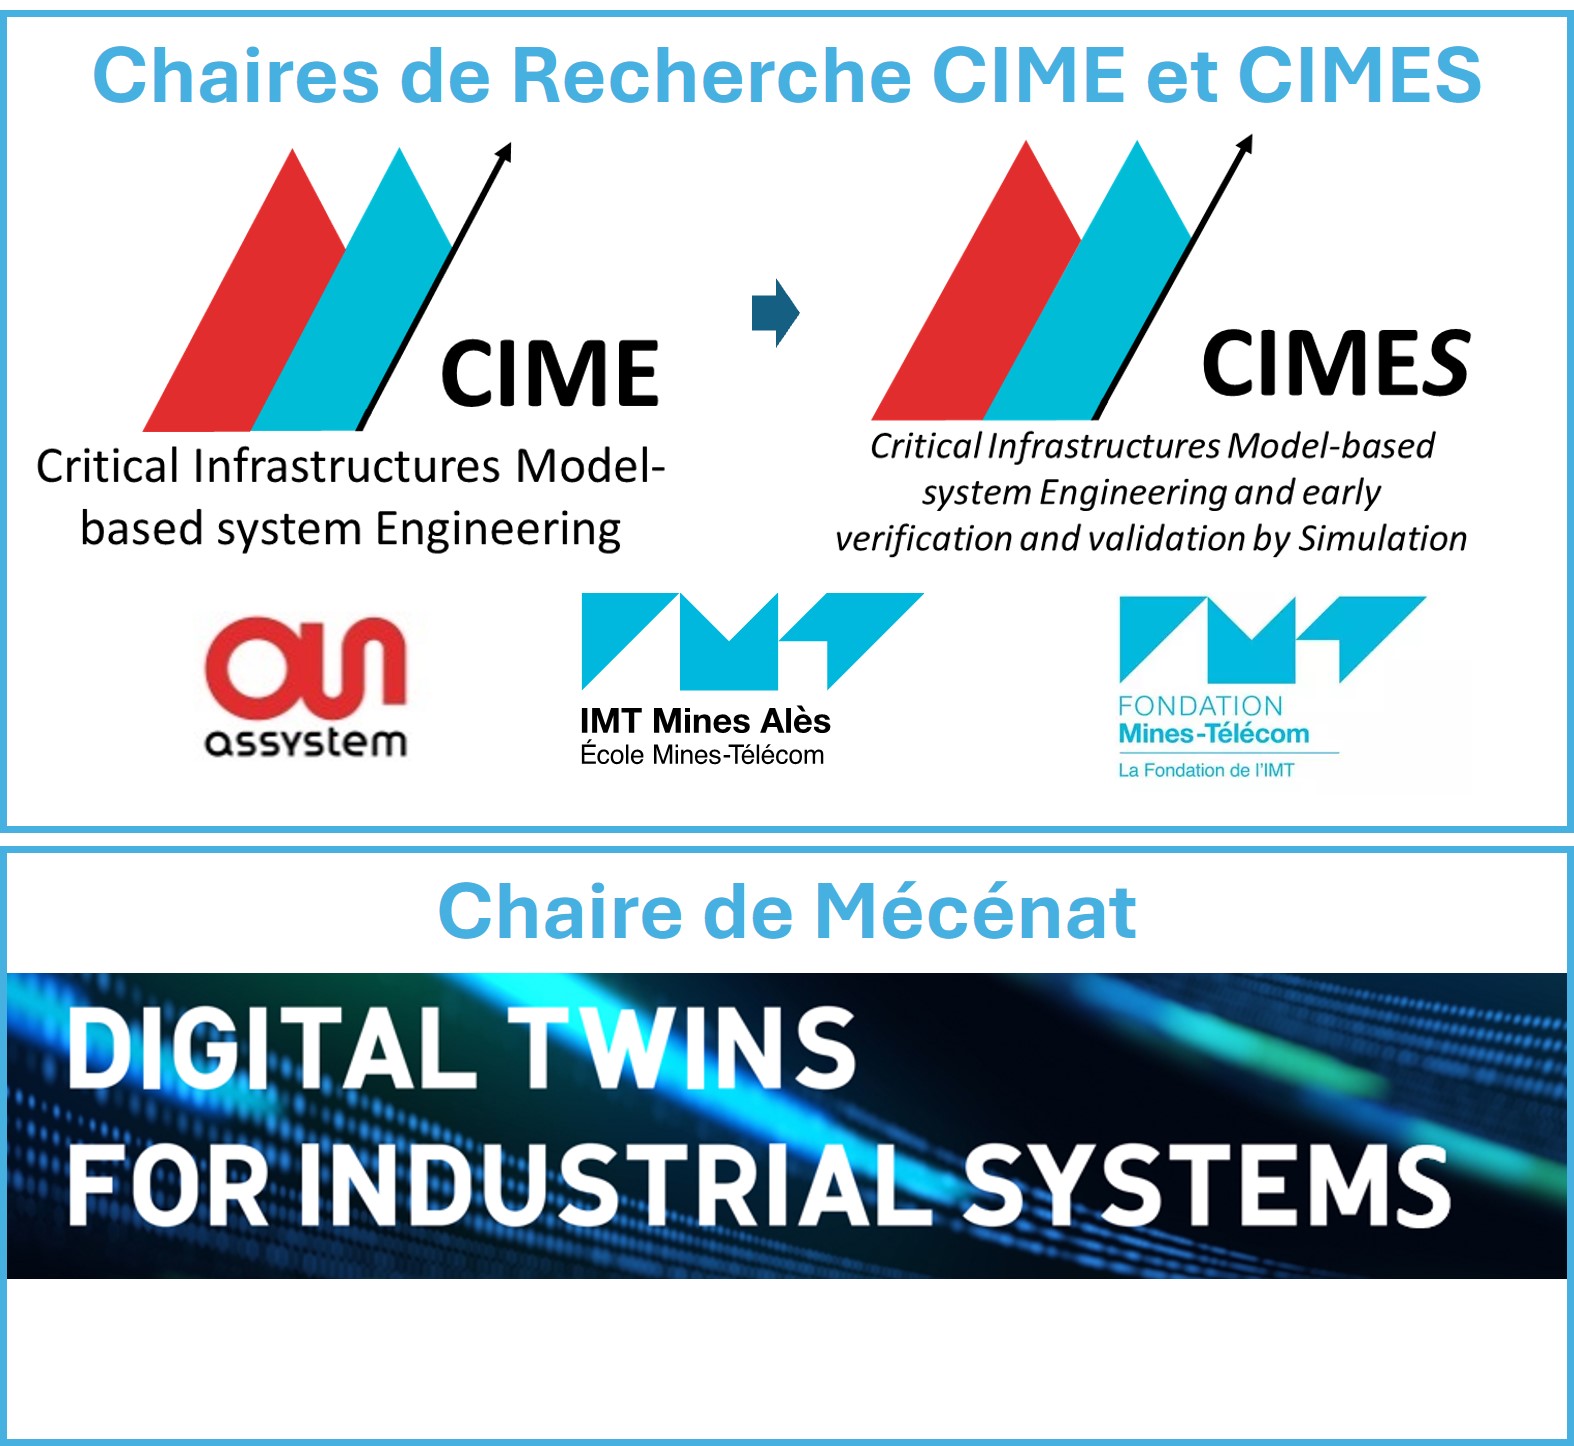 Chaires de Recherche CIME et CIMES
CIME
Critical Infrastructures Model-
based system Engineering
CIMES
Critical Infrastructures Model-based
system Engineering and early
verification and validation by Simulation
assystem
IMT Mines Alès
École Mines-Télécom
FONDATION
Mines-Télécom
La Fondation de l'IMT
Chaire de Mécénat
DIGITAL TWINS
FOR INDUSTRIAL SYSTEMS